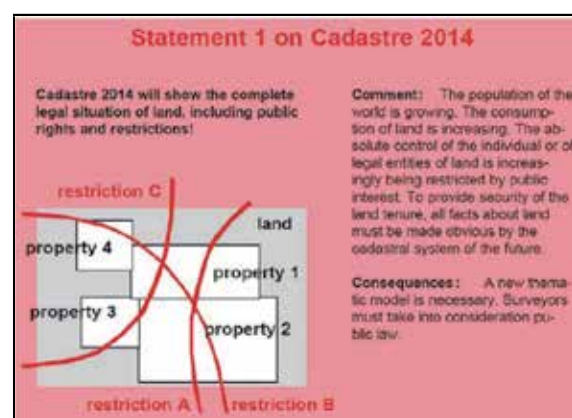 Statement 1 on Cadastre 2014
Cadastre 2014 will show the complete
legal situation of land, including public
rights and restrictions!
Comment: The population of the
world is growing. The consump-
tion of land is increasing. The ab-
solute control of the individual or of
legal entities of land is increas-
ingly being restricted by public
interest. To provide security of the
land tenure, all facts about land
must be made obvious by the
cadastral system of the future.
Consequences: A new thema-
tic model is necessary. Surveyors
must take into consideration pu-
blic law.
restriction C
land
property 4
property 1
property 3
property 2
restriction A
restriction B